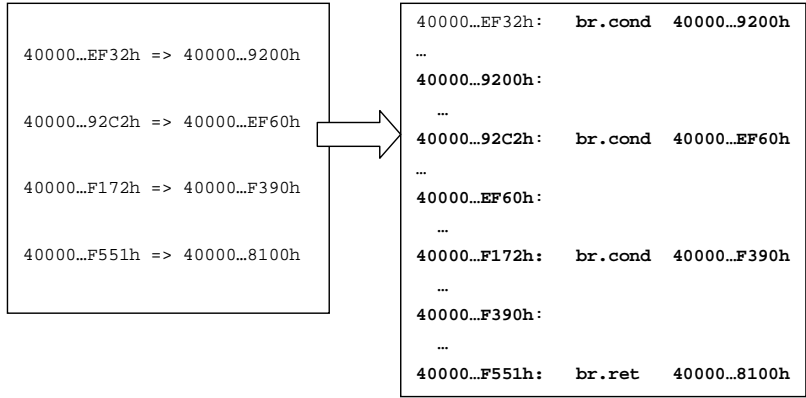 40000…EF32h => 40000…9200h
40000…92C2h => 40000…EF60h
40000…F172h => 40000…F390h
40000…F551h => 40000…8100h
40000…EF32h: br.cond 40000…9200h
…
40000…9200h:
…
40000…92C2h: br.cond 40000…EF60h
…
40000…EF60h:
…
40000…F172h: br.cond 40000…F390h
…
40000…F390h:
…
40000…F551h: br.ret 40000…8100h